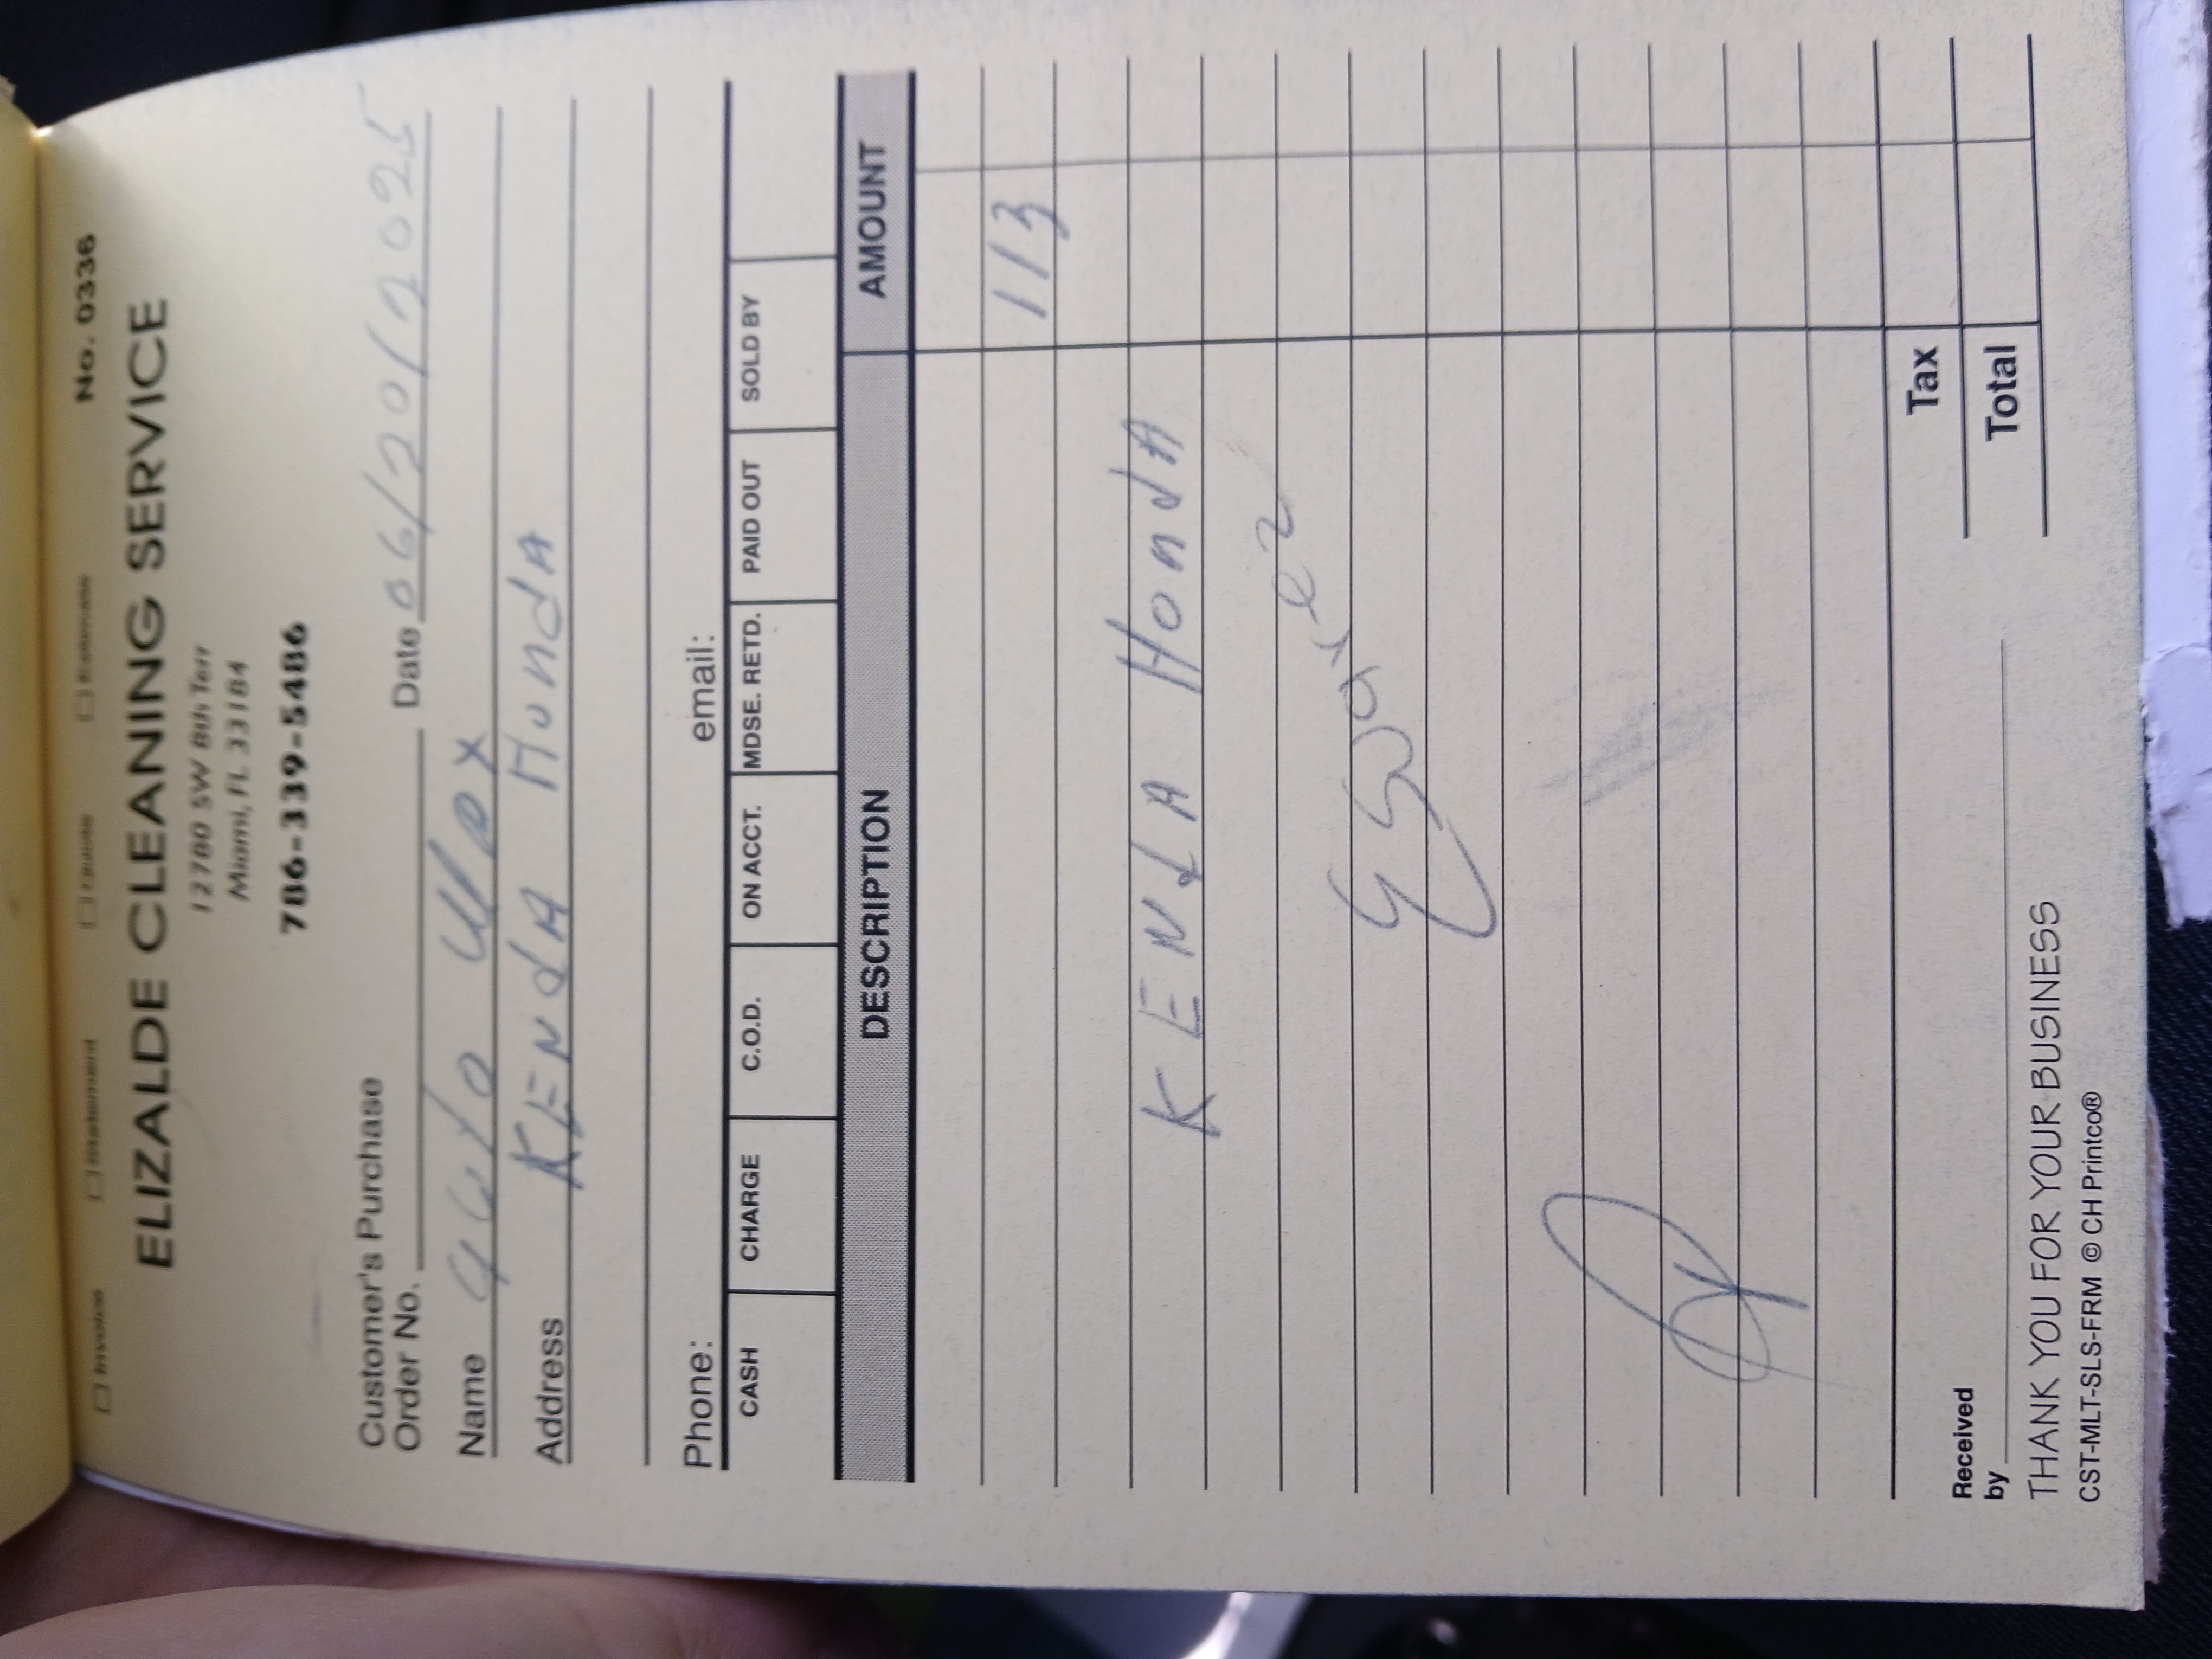 No. 0336
☐ Invoice ☐ Statement ☐ Quote ☐ Estimate
ELIZALDE CLEANING SERVICE
12780 SW 8th Terr
Miami, FL 33184
786-339-5486
Customer's Purchase
Order No. Date 06/20/2025
Name Auto Wax
Address KENdA HondA
Phone: email:
CASH CHARGE C.O.D. ON ACCT. MDSE. RETD. PAID OUT SOLD BY
DESCRIPTION AMOUNT
113
KENdA HondA
Tax
Received
by
Total
THANK YOU FOR YOUR BUSINESS
CST-MLT-SLS-FRM © CH Printco®